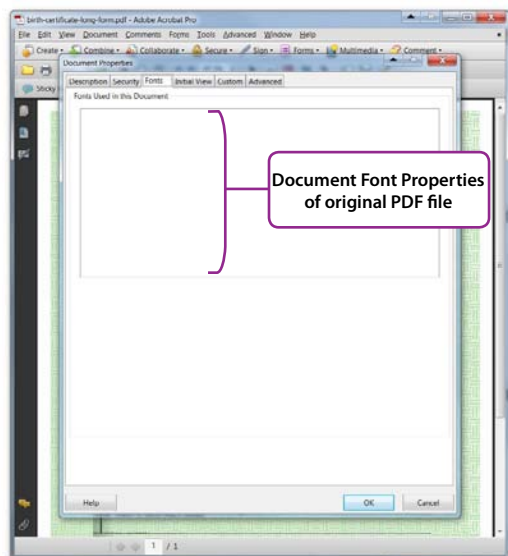 birth-certificate-long-form.pdf - Adobe Acrobat Pro
File Edit View Document Comments Forms Tools Advanced Window Help
Create Combine Collaborate Secure Sign Forms Multimedia Comment
Sticky
Document Properties
Description Security Fonts Initial View Custom Advanced
Fonts Used in this Document
Document Font Properties
of original PDF file
Help OK Cancel
1 / 1